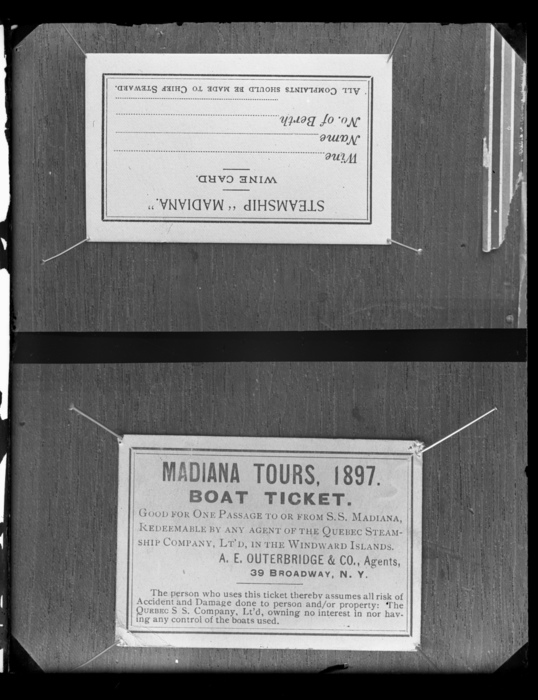 STEAMSHIP "MADIANA."
WINE CARD.
Wine
Name
No. of Berth
ALL COMPLAINTS SHOULD BE MADE TO CHIEF STEWARD.
MADIANA TOURS, 1897.
BOAT TICKET.
GOOD FOR ONE PASSAGE TO OR FROM S.S. MADIANA,
REDEEMABLE BY ANY AGENT OF THE QUEBEC STEAM-
SHIP COMPANY, LT'D, IN THE WINDWARD ISLANDS.
A. E. OUTERBRIDGE & CO., Agents,
39 BROADWAY, N. Y.
The person who uses this ticket thereby assumes all risk of
Accident and Damage done to person and/or property: The
QUEBEC S S. Company, Lt'd, owning no interest in nor hav-
ing any control of the boats used.